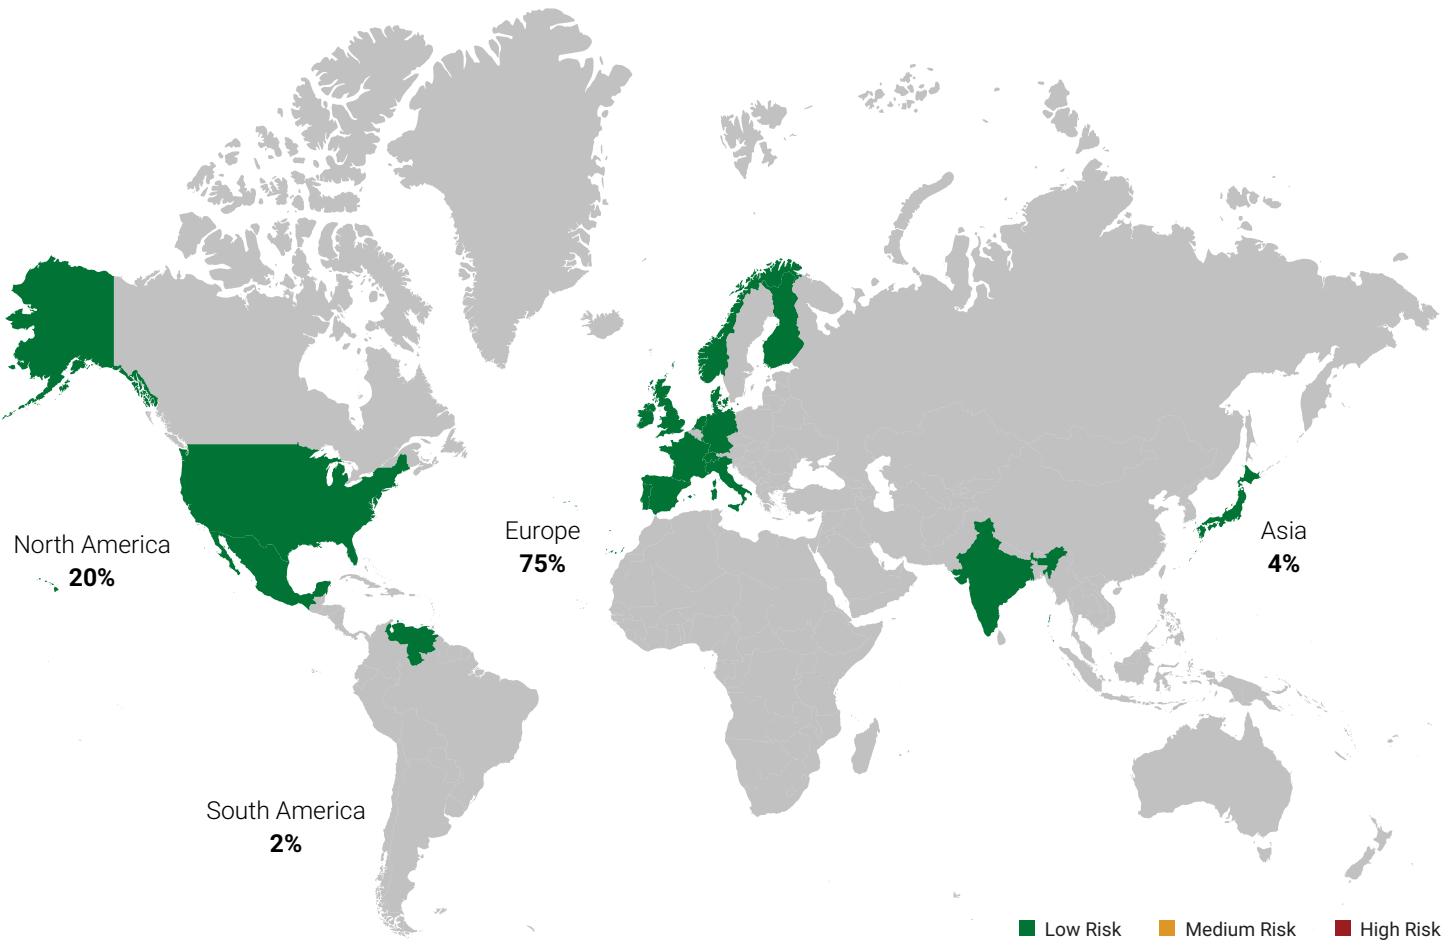 North America
20%
Europe
75%
Asia
4%
South America
2%
Low Risk
Medium Risk
High Risk